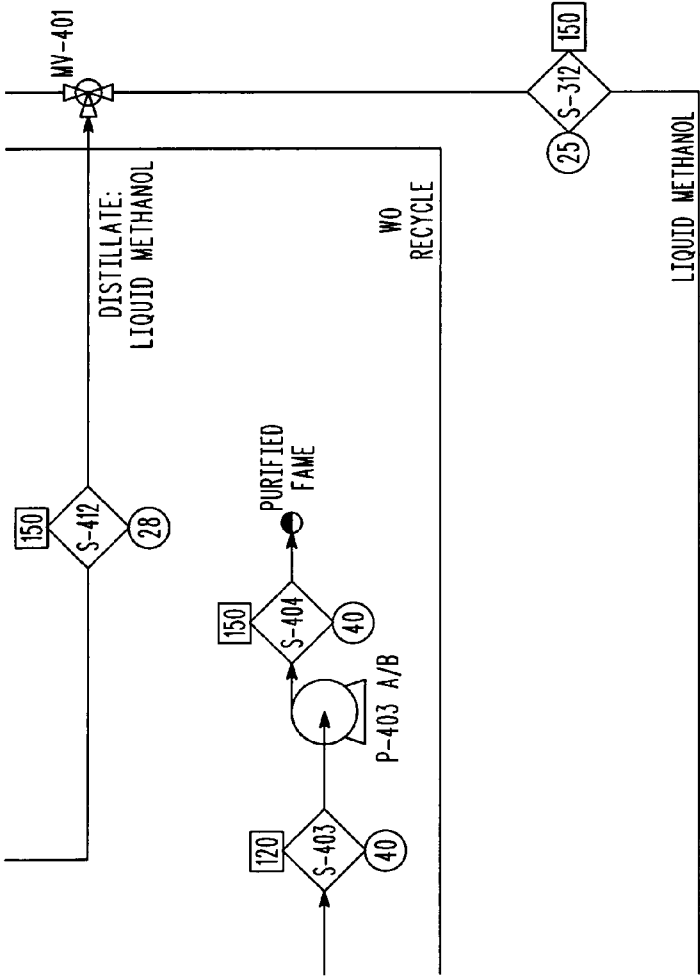 MV-401
150
S-412
28
DISTILLATE:
LIQUID METHANOL
WO
RECYCLE
150
S-312
25
PURIFIED
FAME
150
S-404
40
P-403 A/B
120
S-403
40
LIQUID METHANOL